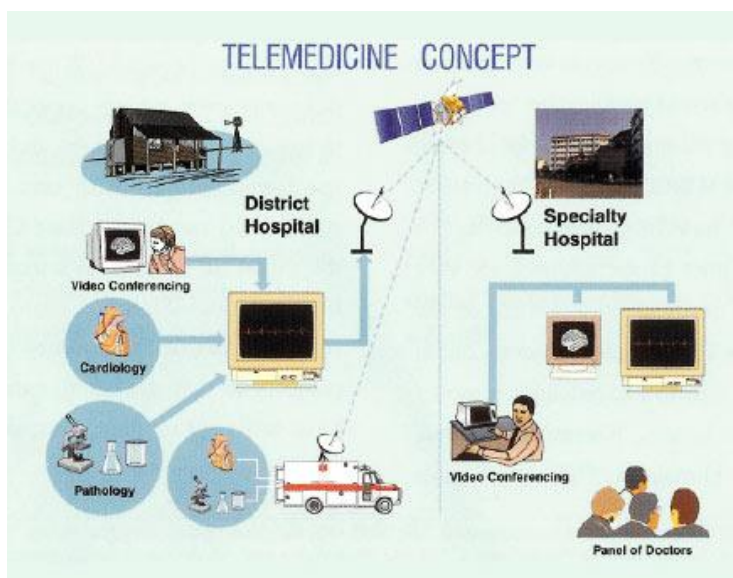 TELEMEDICINE CONCEPT
District
Hospital
Specialty
Hospital
Video Conferencing
Cardiology
Pathology
Video Conferencing
Panel of Doctors